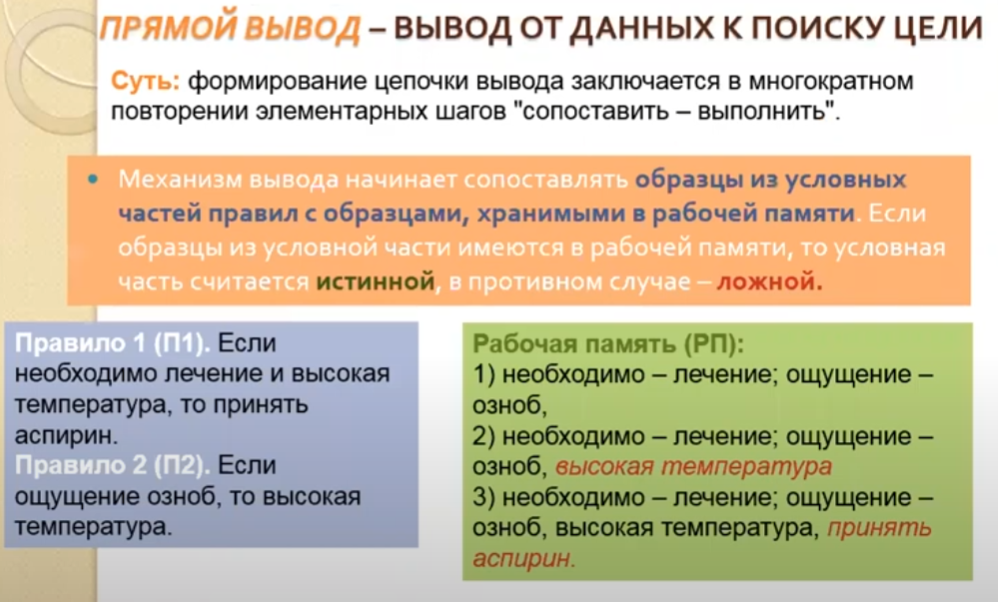 ПРЯМОЙ ВЫВОД – ВЫВОД ОТ ДАННЫХ К ПОИСКУ ЦЕЛИ
Суть: формирование цепочки вывода заключается в многократном
повторении элементарных шагов "сопоставить – выполнить".
• Механизм вывода начинает сопоставлять образцы из условных
частей правил с образцами, хранимыми в рабочей памяти. Если
образцы из условной части имеются в рабочей памяти, то условная
часть считается истинной, в противном случае – ложной.
Правило 1 (П1). Если
необходимо лечение и высокая
температура, то принять
аспирин.
Правило 2 (П2). Если
ощущение озноб, то высокая
температура.
Рабочая память (РП):
1) необходимо – лечение; ощущение –
озноб,
2) необходимо – лечение; ощущение –
озноб, высокая температура
3) необходимо – лечение; ощущение –
озноб, высокая температура, принять
аспирин.